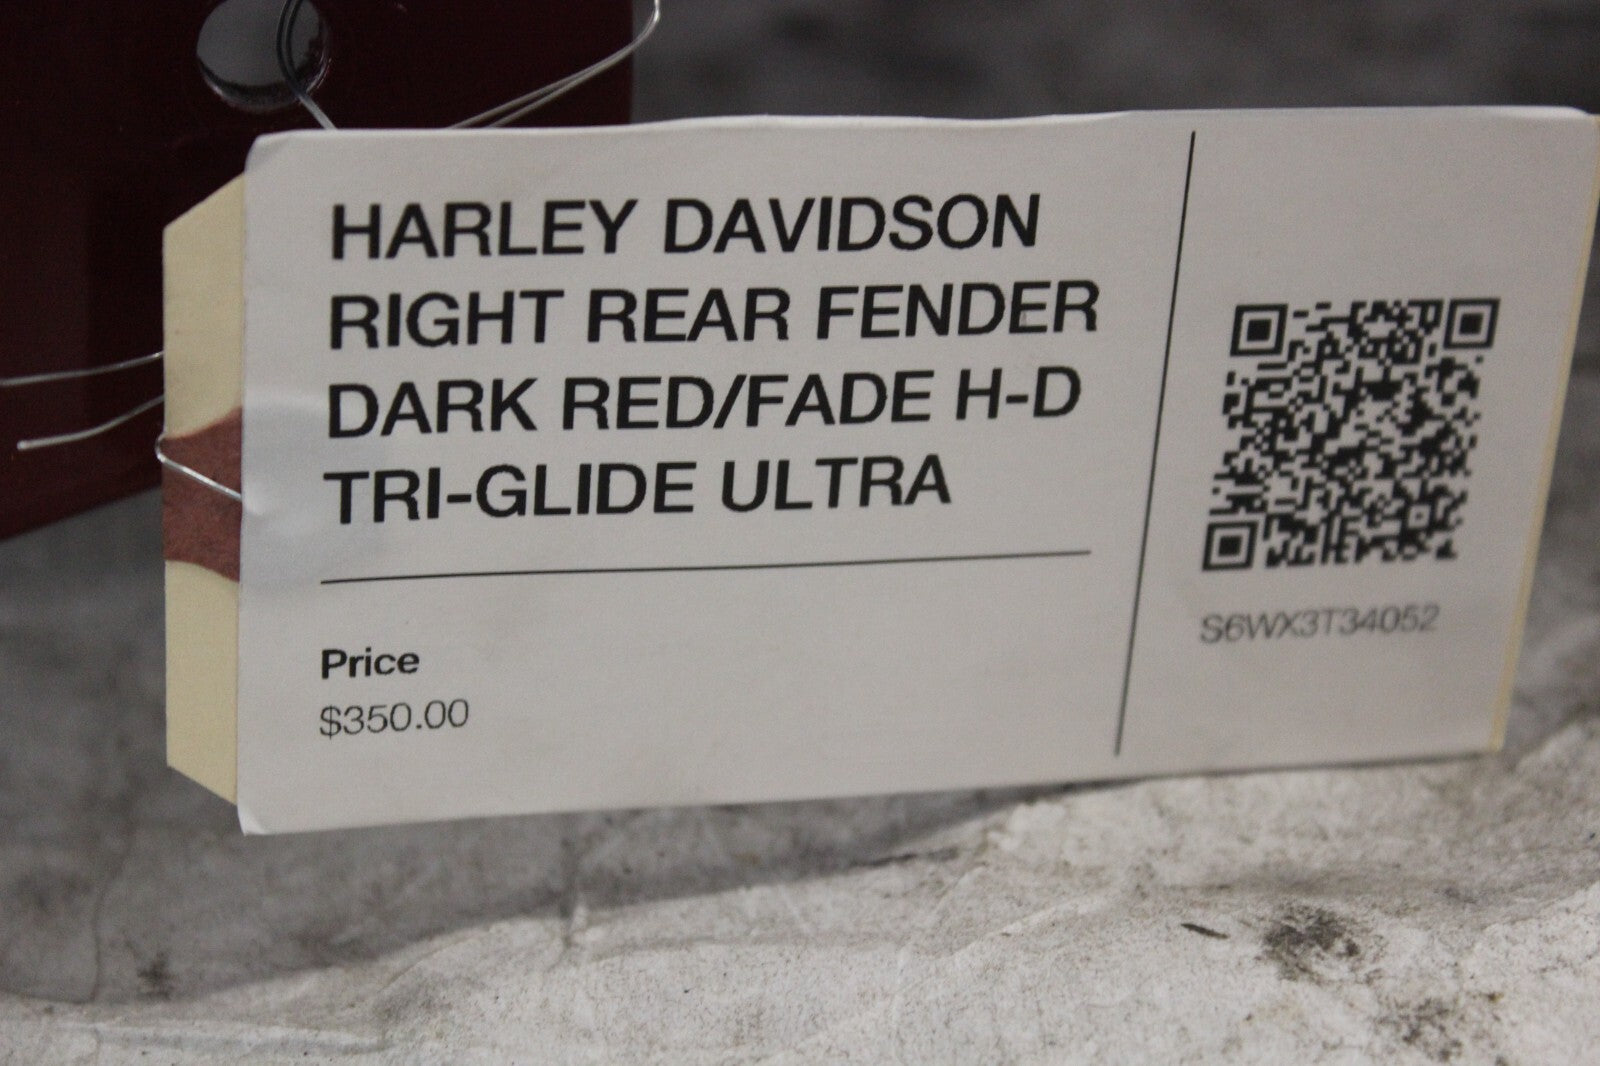 HARLEY DAVIDSON
RIGHT REAR FENDER
DARK RED/FADE H-D
TRI-GLIDE ULTRA
Price
$350.00
S6WX3T34052